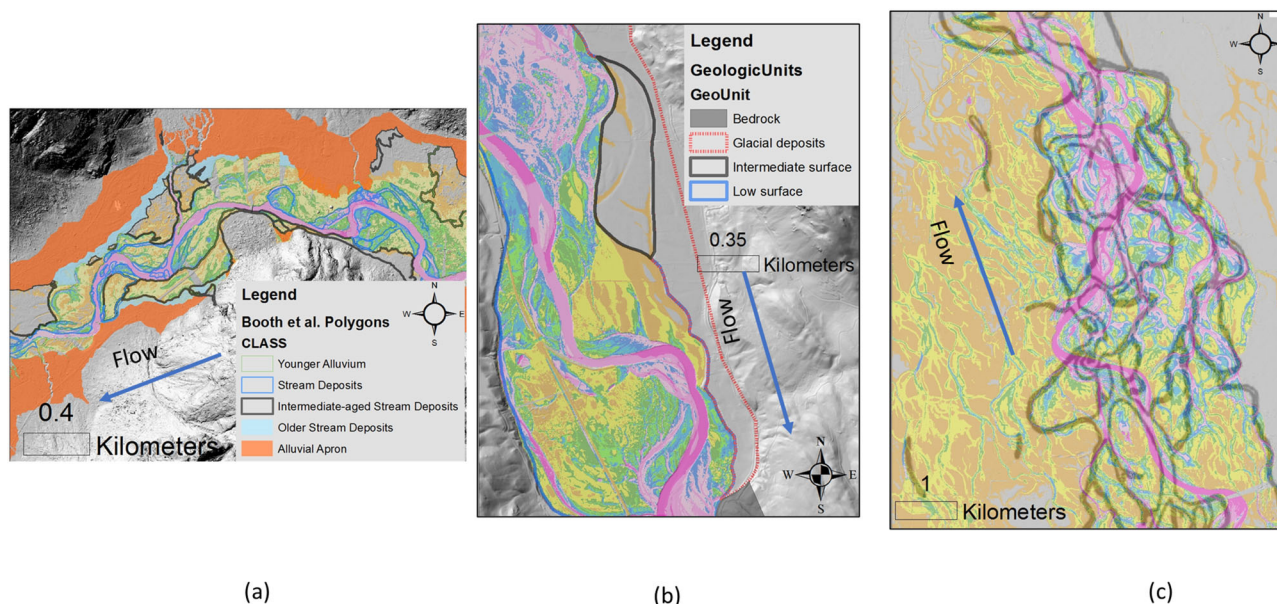 N
W E
S
Legend
Booth et al. Polygons
CLASS
Younger Alluvium
Stream Deposits
Intermediate-aged Stream Deposits
Older Stream Deposits
Alluvial Apron
Flow
0.4
Kilometers
(a)
Legend
GeologicUnits
GeoUnit
Bedrock
Glacial deposits
Intermediate surface
Low surface
0.35
Kilometers
Flow
N
W E
S
(b)
N
W E
S
Flow
1
Kilometers
(c)